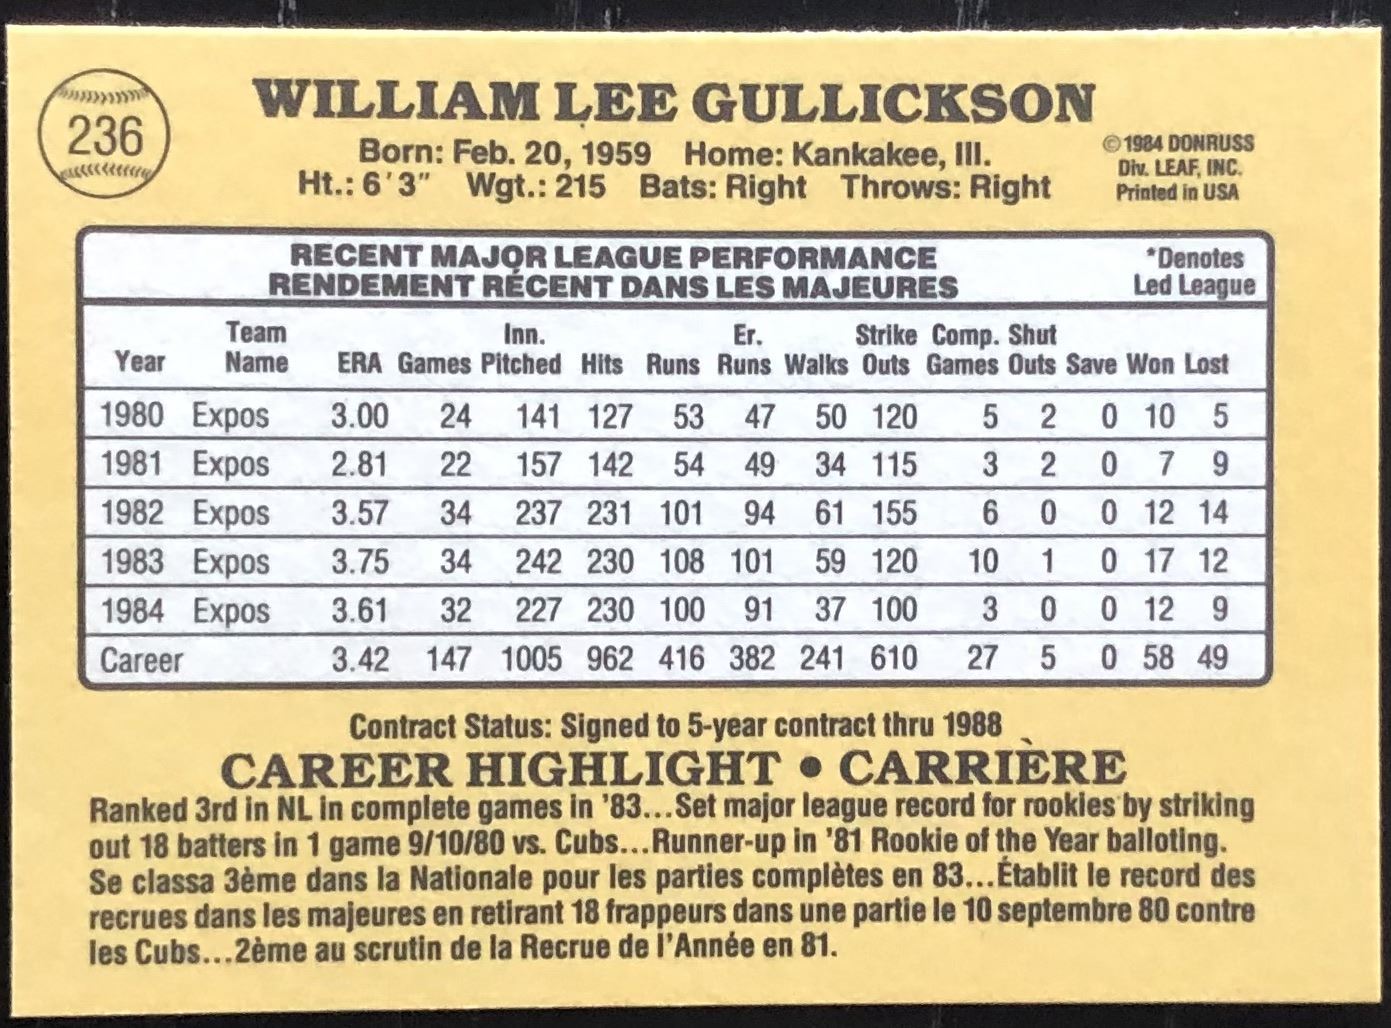 236
WILLIAM LEE GULLICKSON
Born: Feb. 20, 1959 Home: Kankakee, Ill.
Ht.: 6'3" Wgt.: 215 Bats: Right Throws: Right
©1984 DONRUSS
Div. LEAF, INC.
Printed in USA
RECENT MAJOR LEAGUE PERFORMANCE
RENDEMENT RÉCENT DANS LES MAJEURES
*Denotes
Led League
Team Inn. Er. Strike Comp. Shut
Year Name ERA Games Pitched Hits Runs Runs Walks Outs Games Outs Save Won Lost
1980 Expos 3.00 24 141 127 53 47 50 120 5 2 0 10 5
1981 Expos 2.81 22 157 142 54 49 34 115 3 2 0 7 9
1982 Expos 3.57 34 237 231 101 94 61 155 6 0 0 12 14
1983 Expos 3.75 34 242 230 108 101 59 120 10 1 0 17 12
1984 Expos 3.61 32 227 230 100 91 37 100 3 0 0 12 9
Career 3.42 147 1005 962 416 382 241 610 27 5 0 58 49
Contract Status: Signed to 5-year contract thru 1988
CAREER HIGHLIGHT • CARRIÈRE
Ranked 3rd in NL in complete games in '83...Set major league record for rookies by striking
out 18 batters in 1 game 9/10/80 vs. Cubs...Runner-up in '81 Rookie of the Year balloting.
Se classa 3ème dans la Nationale pour les parties complètes en 83...Établit le record des
recrues dans les majeures en retirant 18 frappeurs dans une partie le 10 septembre 80 contre
les Cubs...2ème au scrutin de la Recrue de l'Année en 81.